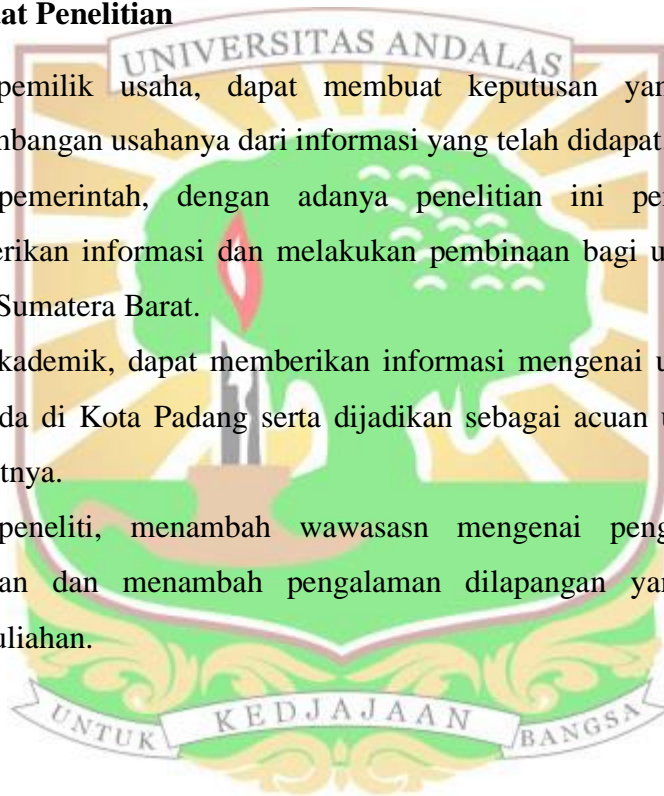 at Penelitian
UNIVERSITAS ANDALAS
pemilik usaha, dapat membuat keputusan yan
mbangan usahanya dari informasi yang telah didapat
pemerintah, dengan adanya penelitian ini pe
erikan informasi dan melakukan pembinaan bagi u
Sumatera Barat.
kademik, dapat memberikan informasi mengenai u
da di Kota Padang serta dijadikan sebagai acuan u
tnya.
peneliti, menambah wawasasn mengenai peng
an dan menambah pengalaman dilapangan yan
uliahan.
UNTUK KEDJAJAAN BANGSA